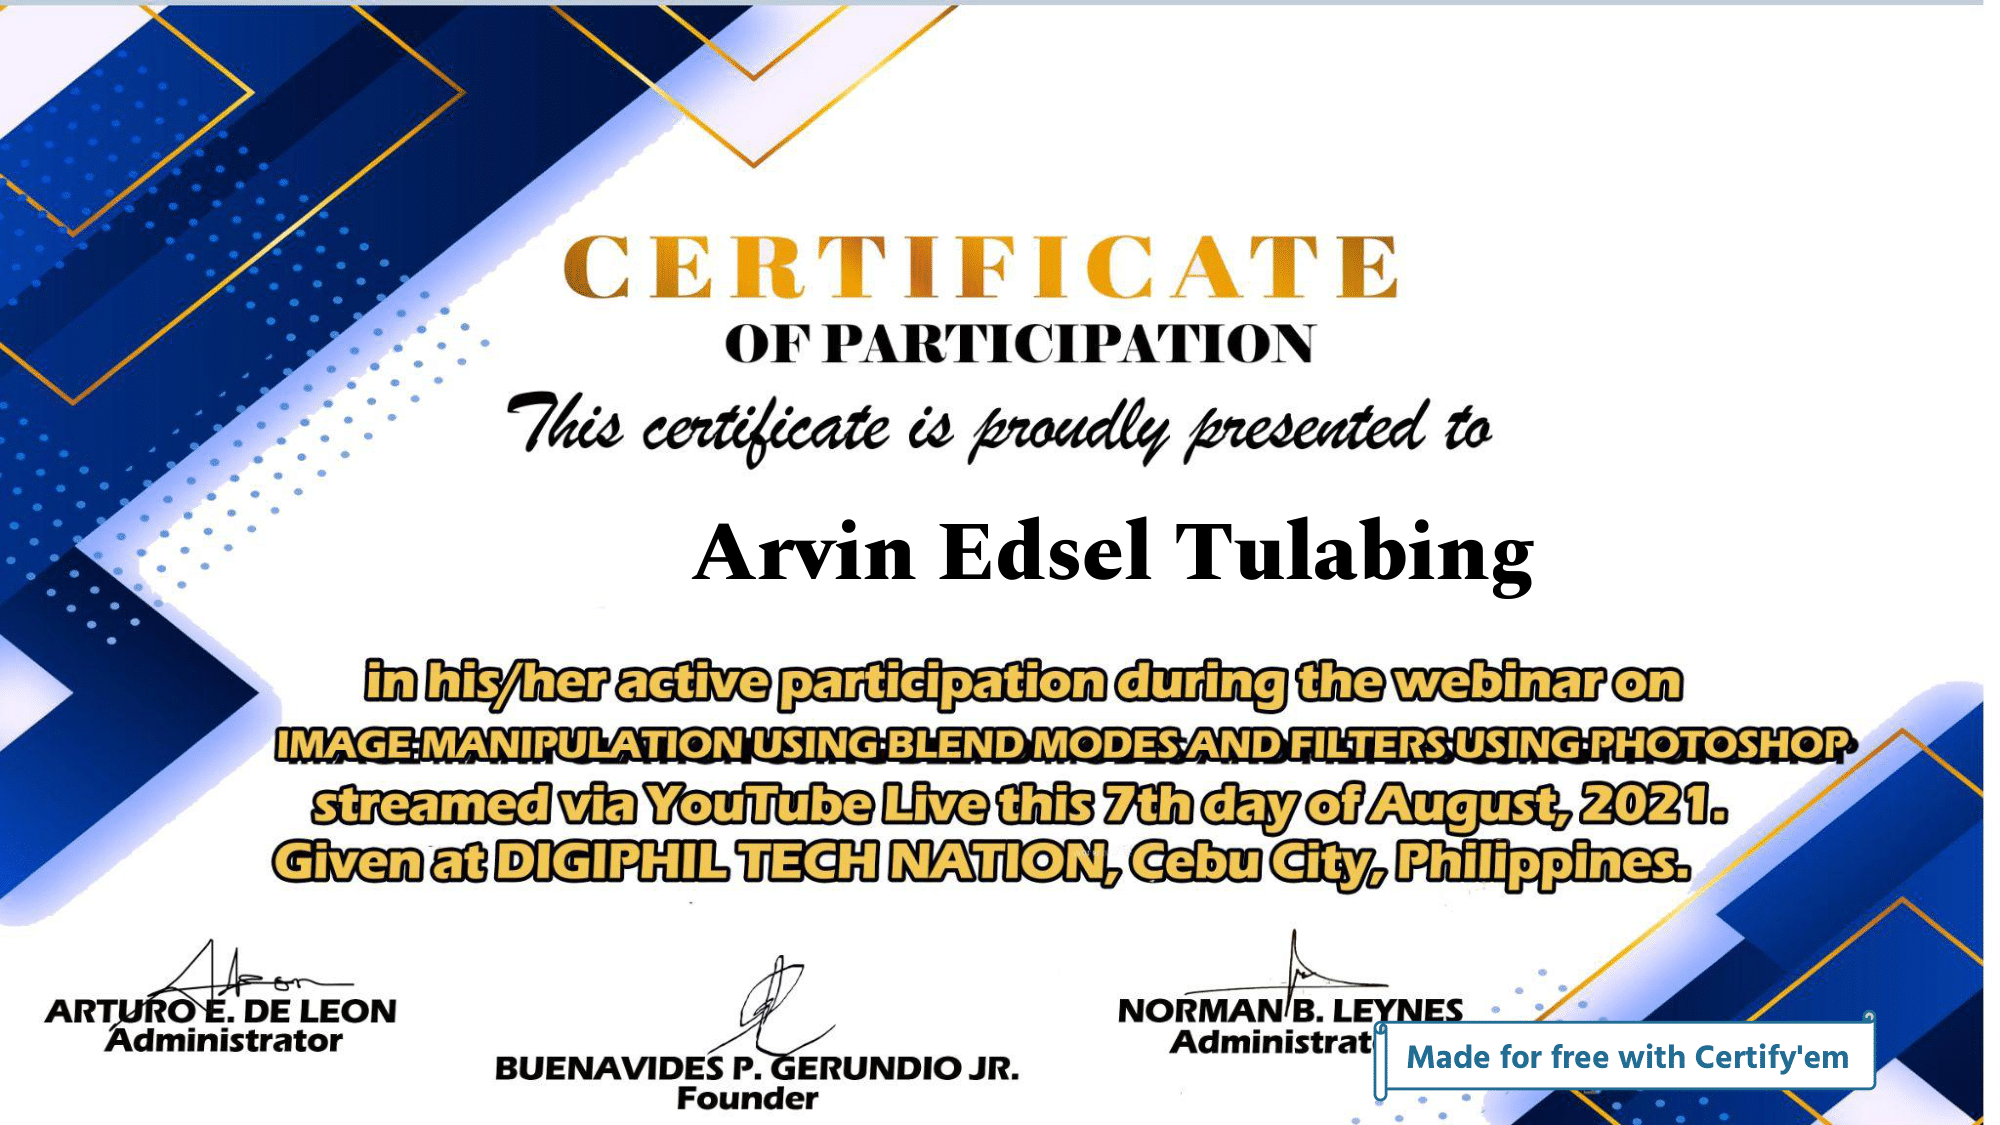 CERTIFICATE
OF PARTICIPATION
This certificate is proudly presented to
Arvin Edsel Tulabing
in his/her active participation during the webinar on
IMAGE MANIPULATION USING BLEND MODES AND FILTERS USING PHOTOSHOP
streamed via YouTube Live this 7th day of August, 2021.
Given at DIGIPHIL TECH NATION, Cebu City, Philippines.
ARTURO E. DE LEON
Administrator
BUENAVIDES P. GERUNDIO JR.
Founder
NORMAN B. LEYNES
Administrat
Made for free with Certify'em